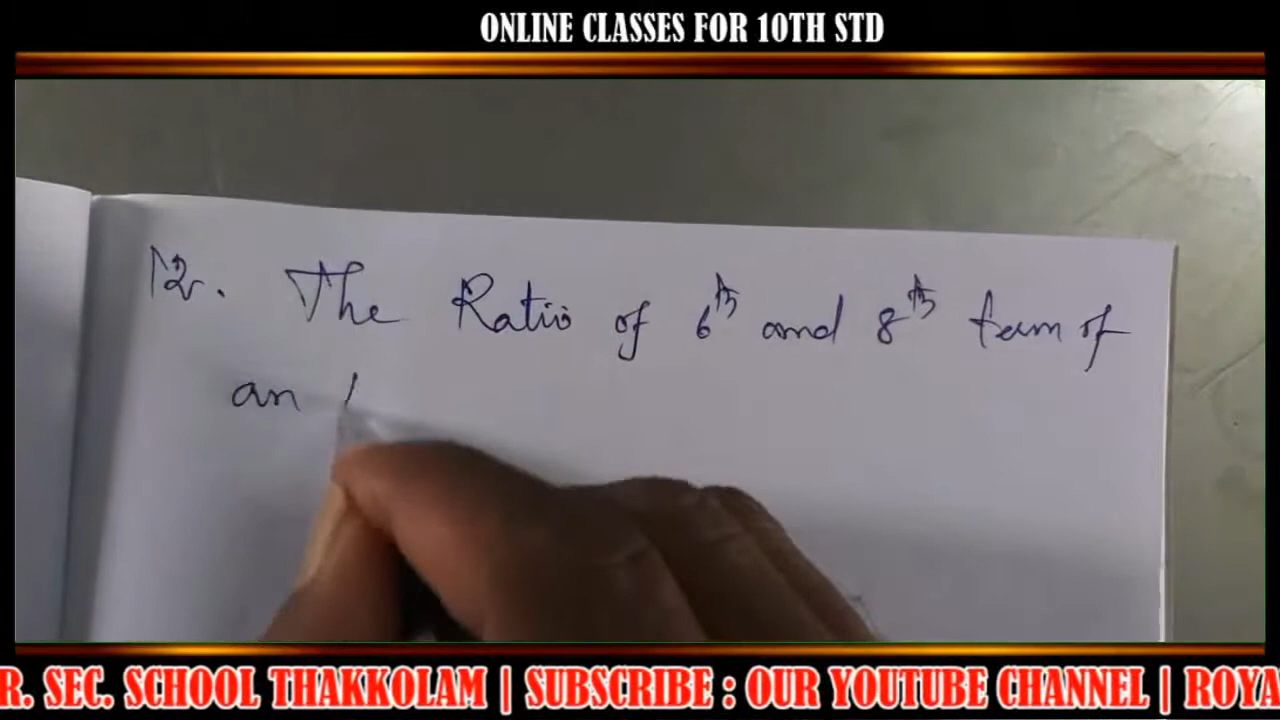 ONLINE CLASSES FOR 10TH STD
12. The Ratio of 6th and 8th term of
an
R. SEC. SCHOOL THAKKOLAM | SUBSCRIBE : OUR YOUTUBE CHANNEL | ROYA